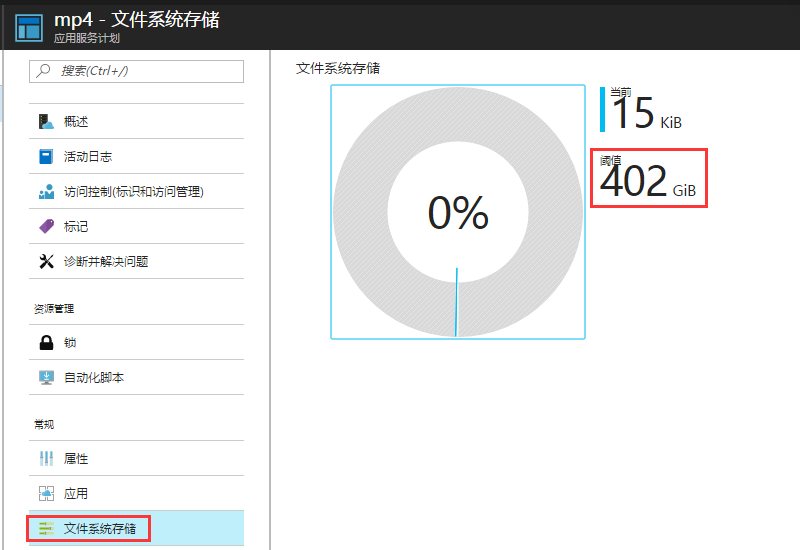 mp4 - 文件系统存储
应用服务计划
搜索(Ctrl+/)
概述
活动日志
访问控制(标识和访问管理)
标记
诊断并解决问题
资源管理
锁
自动化脚本
常规
属性
应用
文件系统存储
文件系统存储
0%
当前
15 KiB
阈值
402 GiB